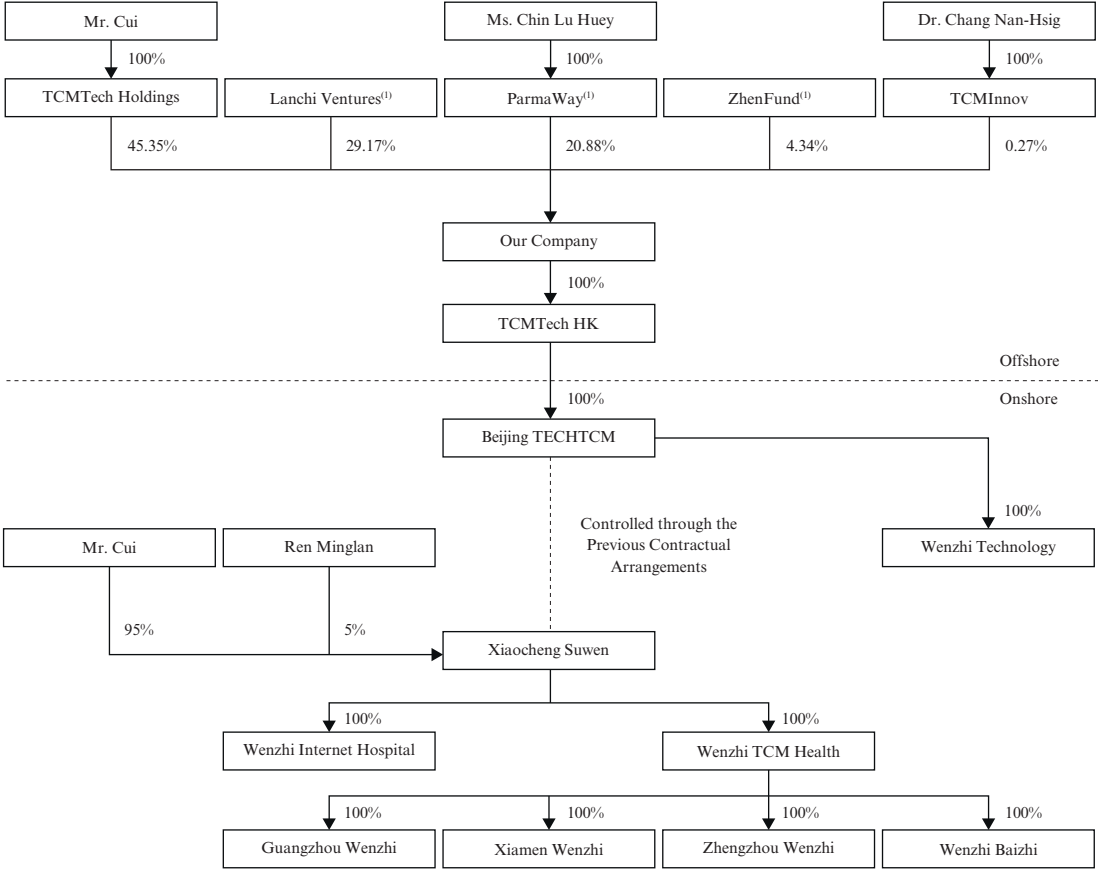 Mr. Cui
Ms. Chin Lu Huey
Dr. Chang Nan-Hsig
100%
100%
100%
TCMTech Holdings
Lanchi Ventures(1)
ParmaWay(1)
ZhenFund(1)
TCMInnov
45.35%
29.17%
20.88%
4.34%
0.27%
Our Company
100%
TCMTech HK
Offshore
100%
Onshore
Beijing TECHTCM
100%
Controlled through the
Previous Contractual
Arrangements
Mr. Cui
Ren Minglan
Wenzhi Technology
95%
5%
Xiaocheng Suwen
100%
100%
Wenzhi Internet Hospital
Wenzhi TCM Health
100%
100%
100%
100%
Guangzhou Wenzhi
Xiamen Wenzhi
Zhengzhou Wenzhi
Wenzhi Baizhi